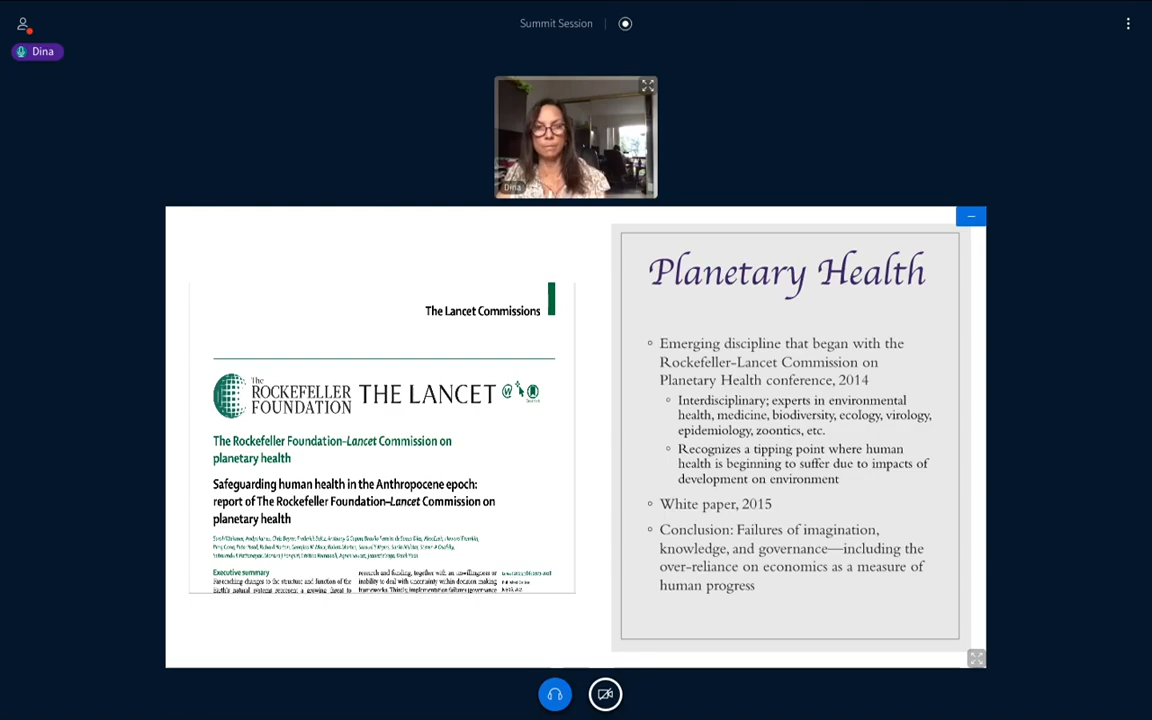 Summit Session
Dina
Dina
The Lancet Commissions
The
ROCKEFELLER
FOUNDATION
THE LANCET
The Rockefeller Foundation–Lancet Commission on
planetary health
Safeguarding human health in the Anthropocene epoch:
report of The Rockefeller Foundation–Lancet Commission on
planetary health
Executive summary
Planetary Health
Emerging discipline that began with the
Rockefeller-Lancet Commission on
Planetary Health conference, 2014
Interdisciplinary; experts in environmental
health, medicine, biodiversity, ecology, virology,
epidemiology, zoontics, etc.
Recognizes a tipping point where human
health is beginning to suffer due to impacts of
development on environment
White paper, 2015
Conclusion: Failures of imagination,
knowledge, and governance—including the
over-reliance on economics as a measure of
human progress